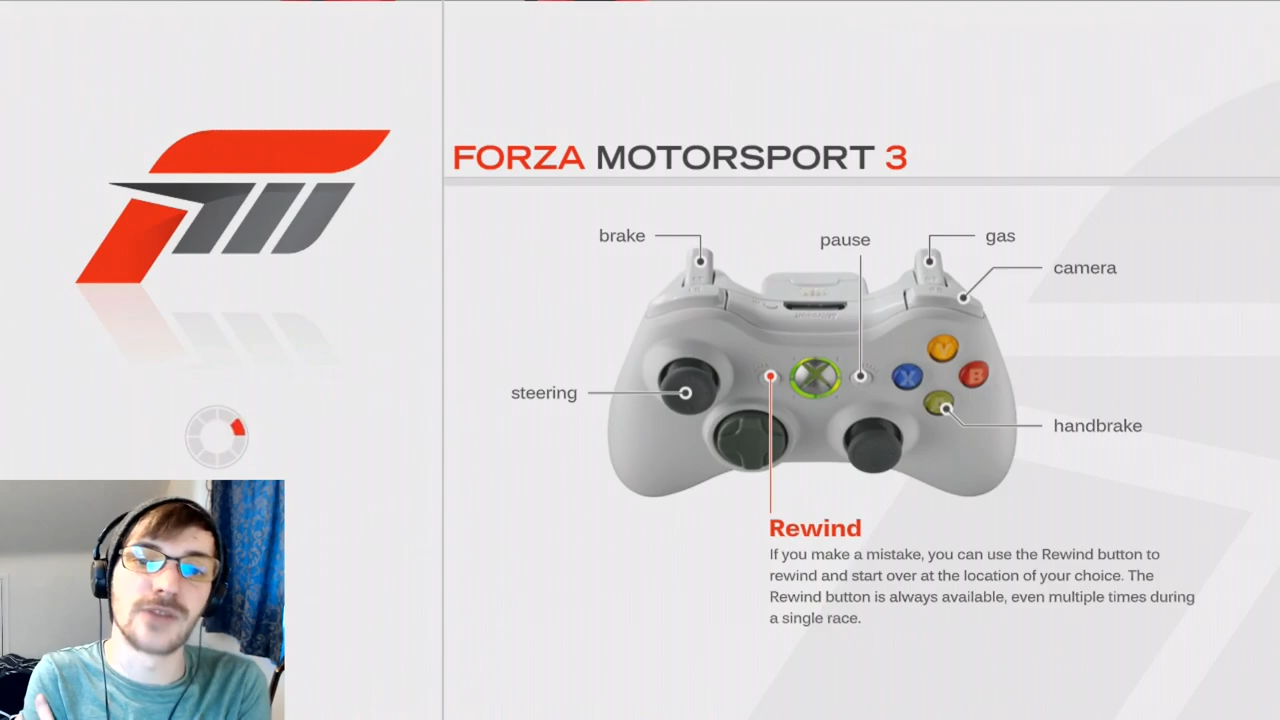 FORZA MOTORSPORT 3
brake
pause
gas
camera
steering
X
Y
B
handbrake
Rewind
If you make a mistake, you can use the Rewind button to
rewind and start over at the location of your choice. The
Rewind button is always available, even multiple times during
a single race.